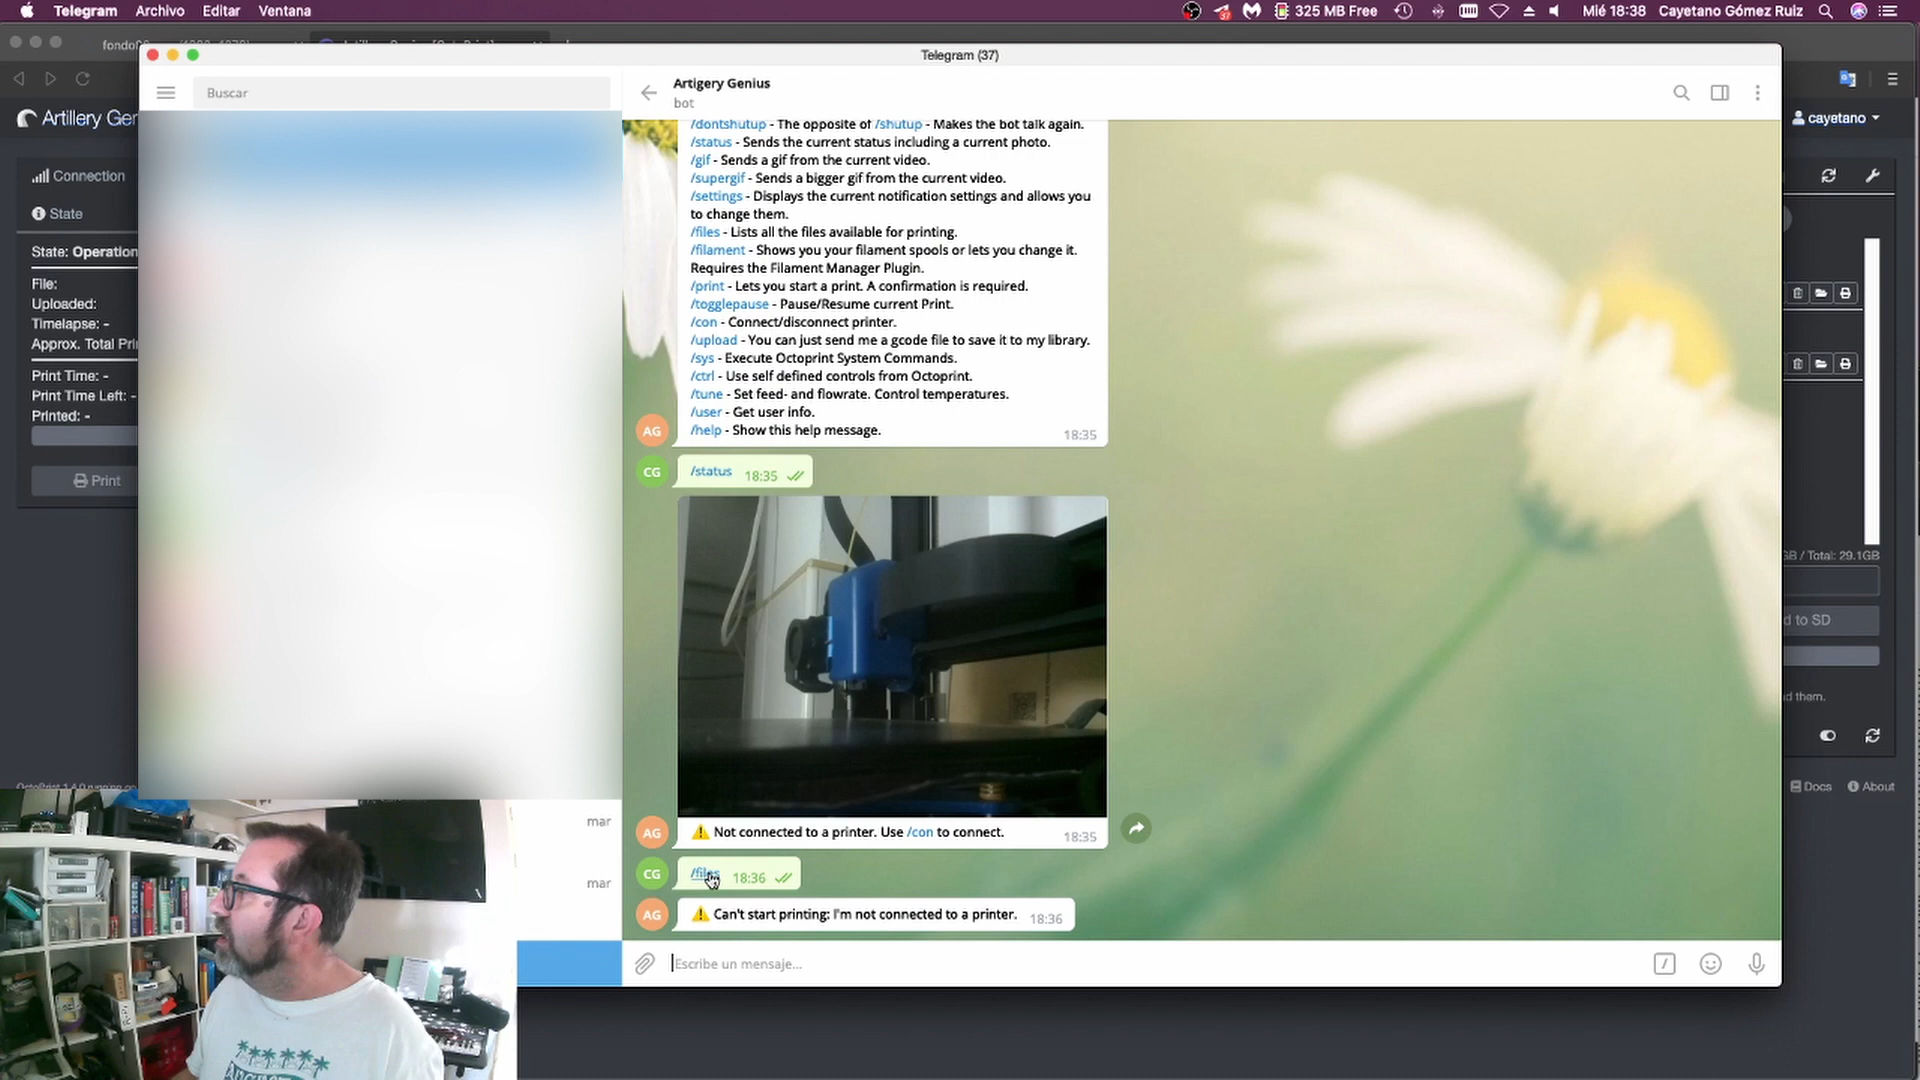 Telegram Archivo Editar Ventana
37 325 MB Free Mié 18:38 Cayetano Gómez Ruiz
Telegram (37)
Buscar
Artigery Genius
bot
Artillery Ger
cayetano
Connection
State
State: Operation
File:
Uploaded:
Timelapse: -
Approx. Total Pri
Print Time: -
Print Time Left: -
Printed: -
Print
/dontshutup - The opposite of /shutup - Makes the bot talk again.
/status - Sends the current status including a current photo.
/gif - Sends a gif from the current video.
/supergif - Sends a bigger gif from the current video.
/settings - Displays the current notification settings and allows you
to change them.
/files - Lists all the files available for printing.
/filament - Shows you your filament spools or lets you change it.
Requires the Filament Manager Plugin.
/print - Lets you start a print. A confirmation is required.
/togglepause - Pause/Resume current Print.
/con - Connect/disconnect printer.
/upload - You can just send me a gcode file to save it to my library.
/sys - Execute Octoprint System Commands.
/ctrl - Use self defined controls from Octoprint.
/tune - Set feed- and flowrate. Control temperatures.
/user - Get user info.
/help - Show this help message.
18:35
AG
CG
/status 18:35
AG
Not connected to a printer. Use /con to connect. 18:35
CG
/files 18:36
AG
Can't start printing: I'm not connected to a printer. 18:36
Escribe un mensaje...
mar
mar
GB / Total: 29.1GB
d to SD
d them.
Docs About